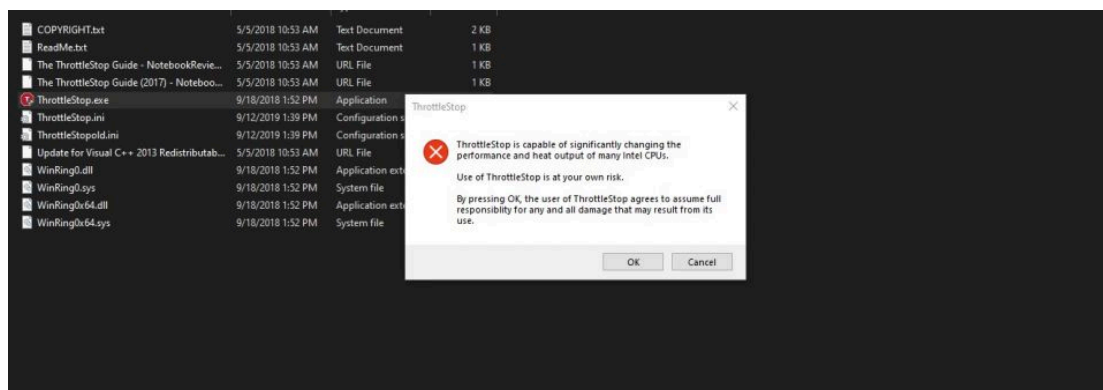 COPYRIGHT.txt 5/5/2018 10:53 AM Text Document 2 KB
ReadMe.txt 5/5/2018 10:53 AM Text Document 1 KB
The ThrottleStop Guide - NotebookRevie... 5/5/2018 10:53 AM URL File 1 KB
The ThrottleStop Guide (2017) - Noteboo... 5/5/2018 10:53 AM URL File 1 KB
ThrottleStop.exe 9/18/2018 1:52 PM Application
ThrottleStop.ini 9/12/2019 1:39 PM Configuration s
ThrottleStopold.ini 9/12/2019 1:39 PM Configuration s
Update for Visual C++ 2013 Redistributab... 5/5/2018 10:53 AM URL File
WinRing0.dll 9/18/2018 1:52 PM Application exte
WinRing0.sys 9/18/2018 1:52 PM System file
WinRing0x64.dll 9/18/2018 1:52 PM Application exte
WinRing0x64.sys 9/18/2018 1:52 PM System file
ThrottleStop
ThrottleStop is capable of significantly changing the
performance and heat output of many Intel CPUs.
Use of ThrottleStop is at your own risk.
By pressing OK, the user of ThrottleStop agrees to assume full
responsiblity for any and all damage that may result from its
use.
OK Cancel